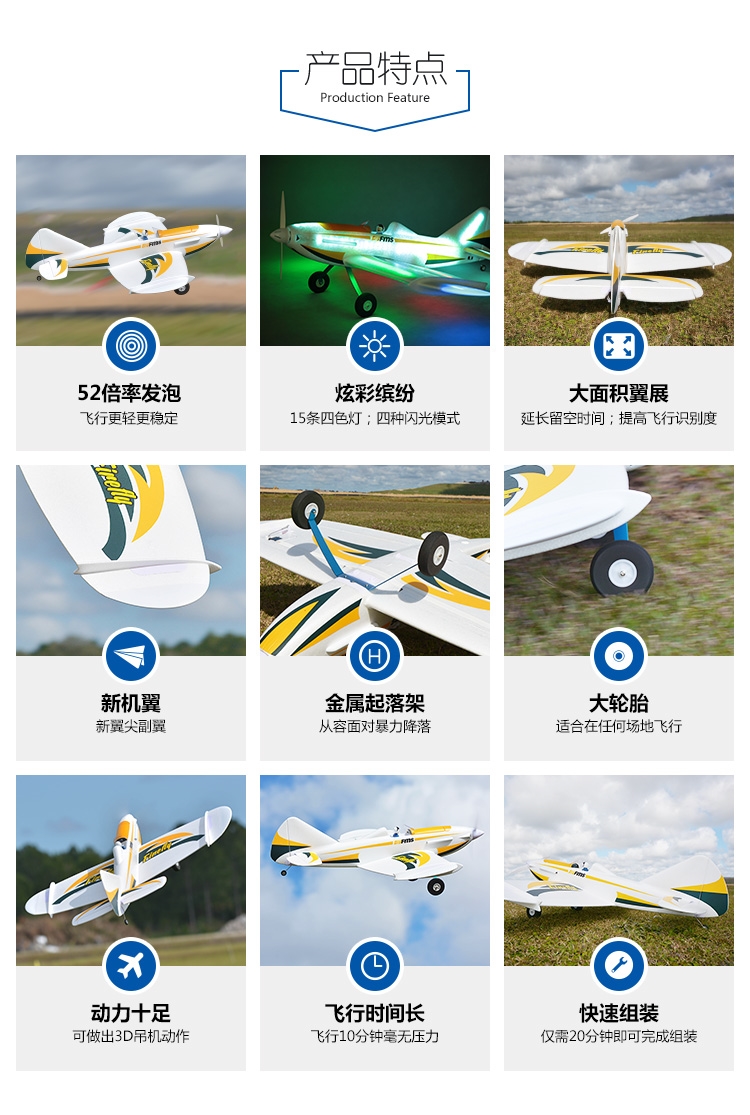 产品特点
Production Feature
FMS
52倍率发泡
飞行更轻更稳定
FMS
炫彩缤纷
15条四色灯；四种闪光模式
Firefly
大面积翼展
延长留空时间；提高飞行识别度
Firefly
新机翼
新翼尖副翼
H
金属起落架
从容面对暴力降落
大轮胎
适合在任何场地飞行
Firefly
动力十足
可做出3D吊机动作
FMS
飞行时间长
飞行10分钟毫无压力
快速组装
仅需20分钟即可完成组装